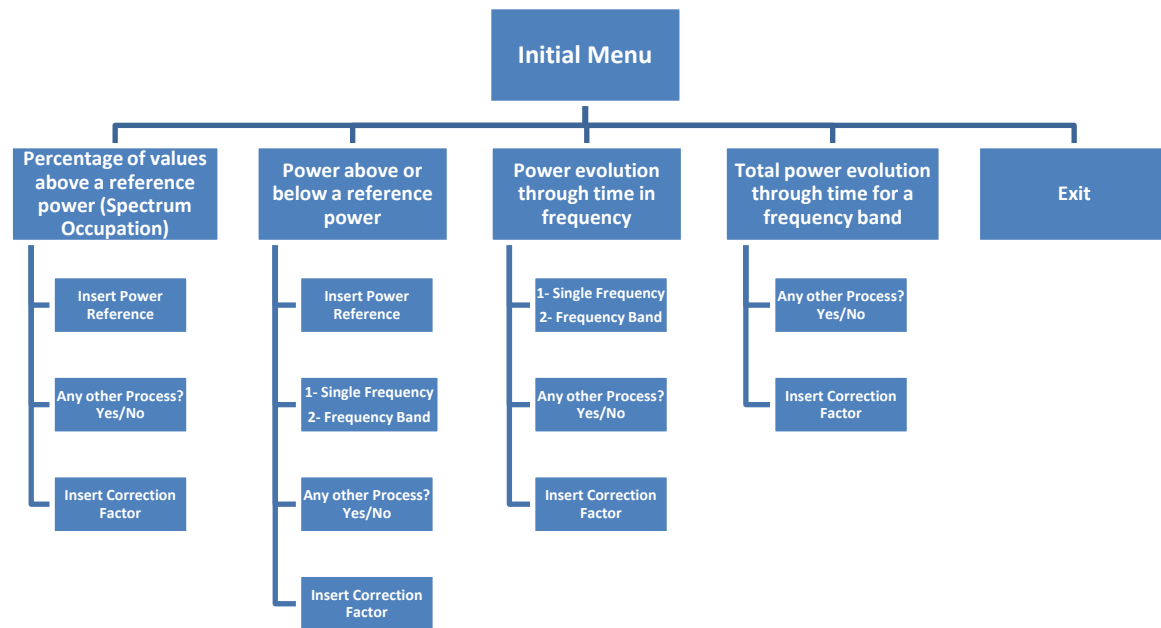 Initial Menu
Percentage of values
above a reference
power (Spectrum
Occupation)
Power above or
below a reference
power
Power evolution
through time in
frequency
Total power evolution
through time for a
frequency band
Exit
Insert Power
Reference
Any other Process?
Yes/No
Insert Correction
Factor
Insert Power
Reference
1- Single Frequency
2- Frequency Band
Any other Process?
Yes/No
Insert Correction
Factor
1- Single Frequency
2- Frequency Band
Any other Process?
Yes/No
Insert Correction
Factor
Any other Process?
Yes/No
Insert Correction
Factor